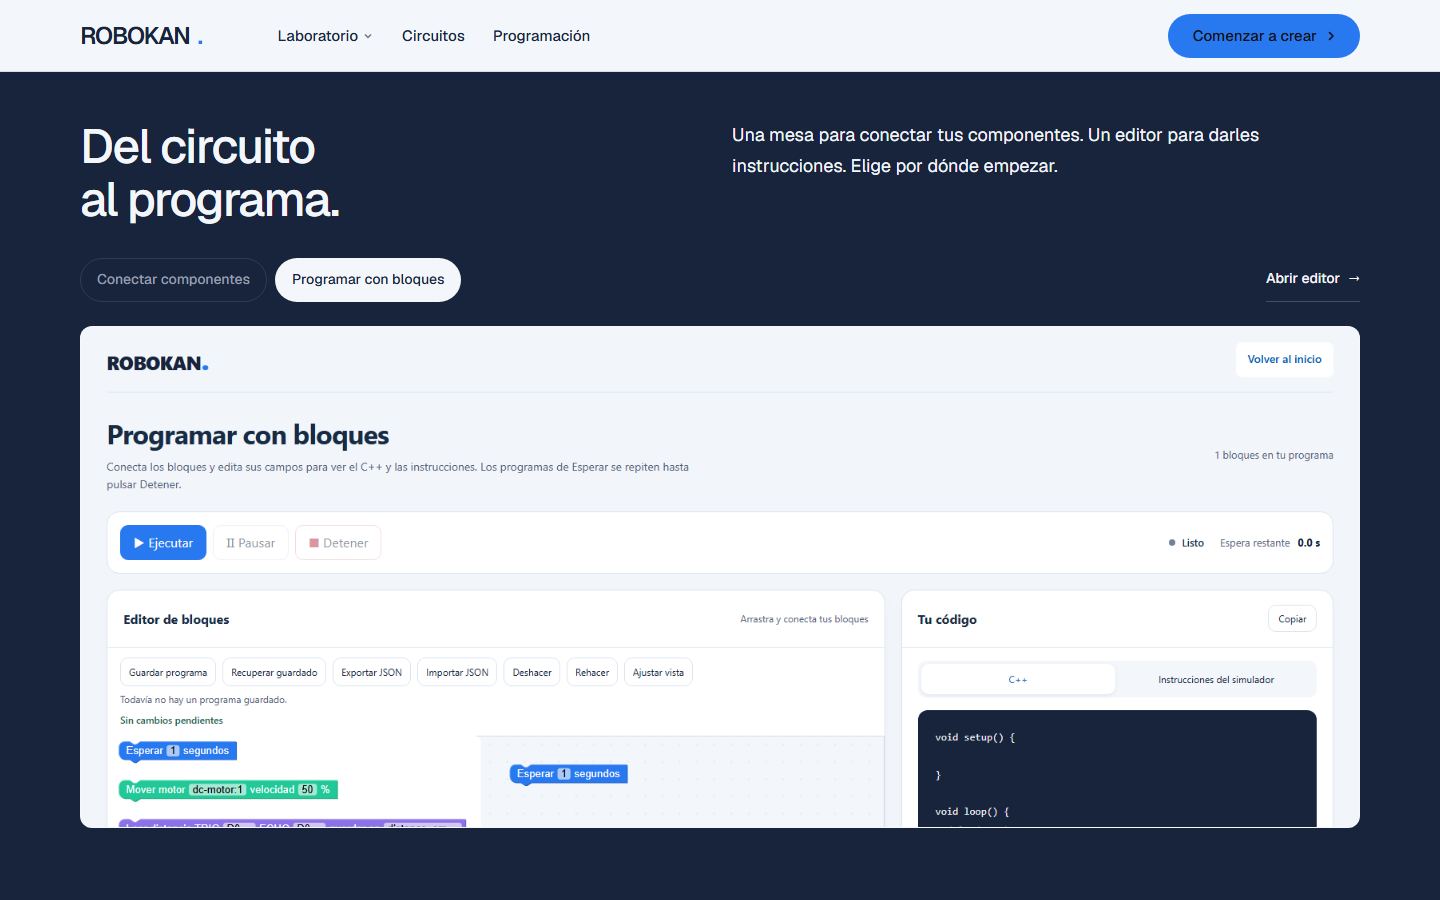 ROBOKAN .
Laboratorio
Circuitos
Programación
Comenzar a crear
Del circuito
al programa.
Una mesa para conectar tus componentes. Un editor para darles
instrucciones. Elige por dónde empezar.
Conectar componentes
Programar con bloques
Abrir editor →
ROBOKAN.
Volver al inicio
Programar con bloques
Conecta los bloques y edita sus campos para ver el C++ y las instrucciones. Los programas de Esperar se repiten hasta
pulsar Detener.
1 bloques en tu programa
Ejecutar
Pausar
Detener
Listo
Espera restante 0.0 s
Editor de bloques
Arrastra y conecta tus bloques
Guardar programa
Recuperar guardado
Exportar JSON
Importar JSON
Deshacer
Rehacer
Ajustar vista
Todavía no hay un programa guardado.
Sin cambios pendientes
Esperar 1 segundos
Mover motor dc-motor:1 velocidad 50 %
Esperar 1 segundos
Tu código
Copiar
C++
Instrucciones del simulador
void setup() {
}
void loop() {